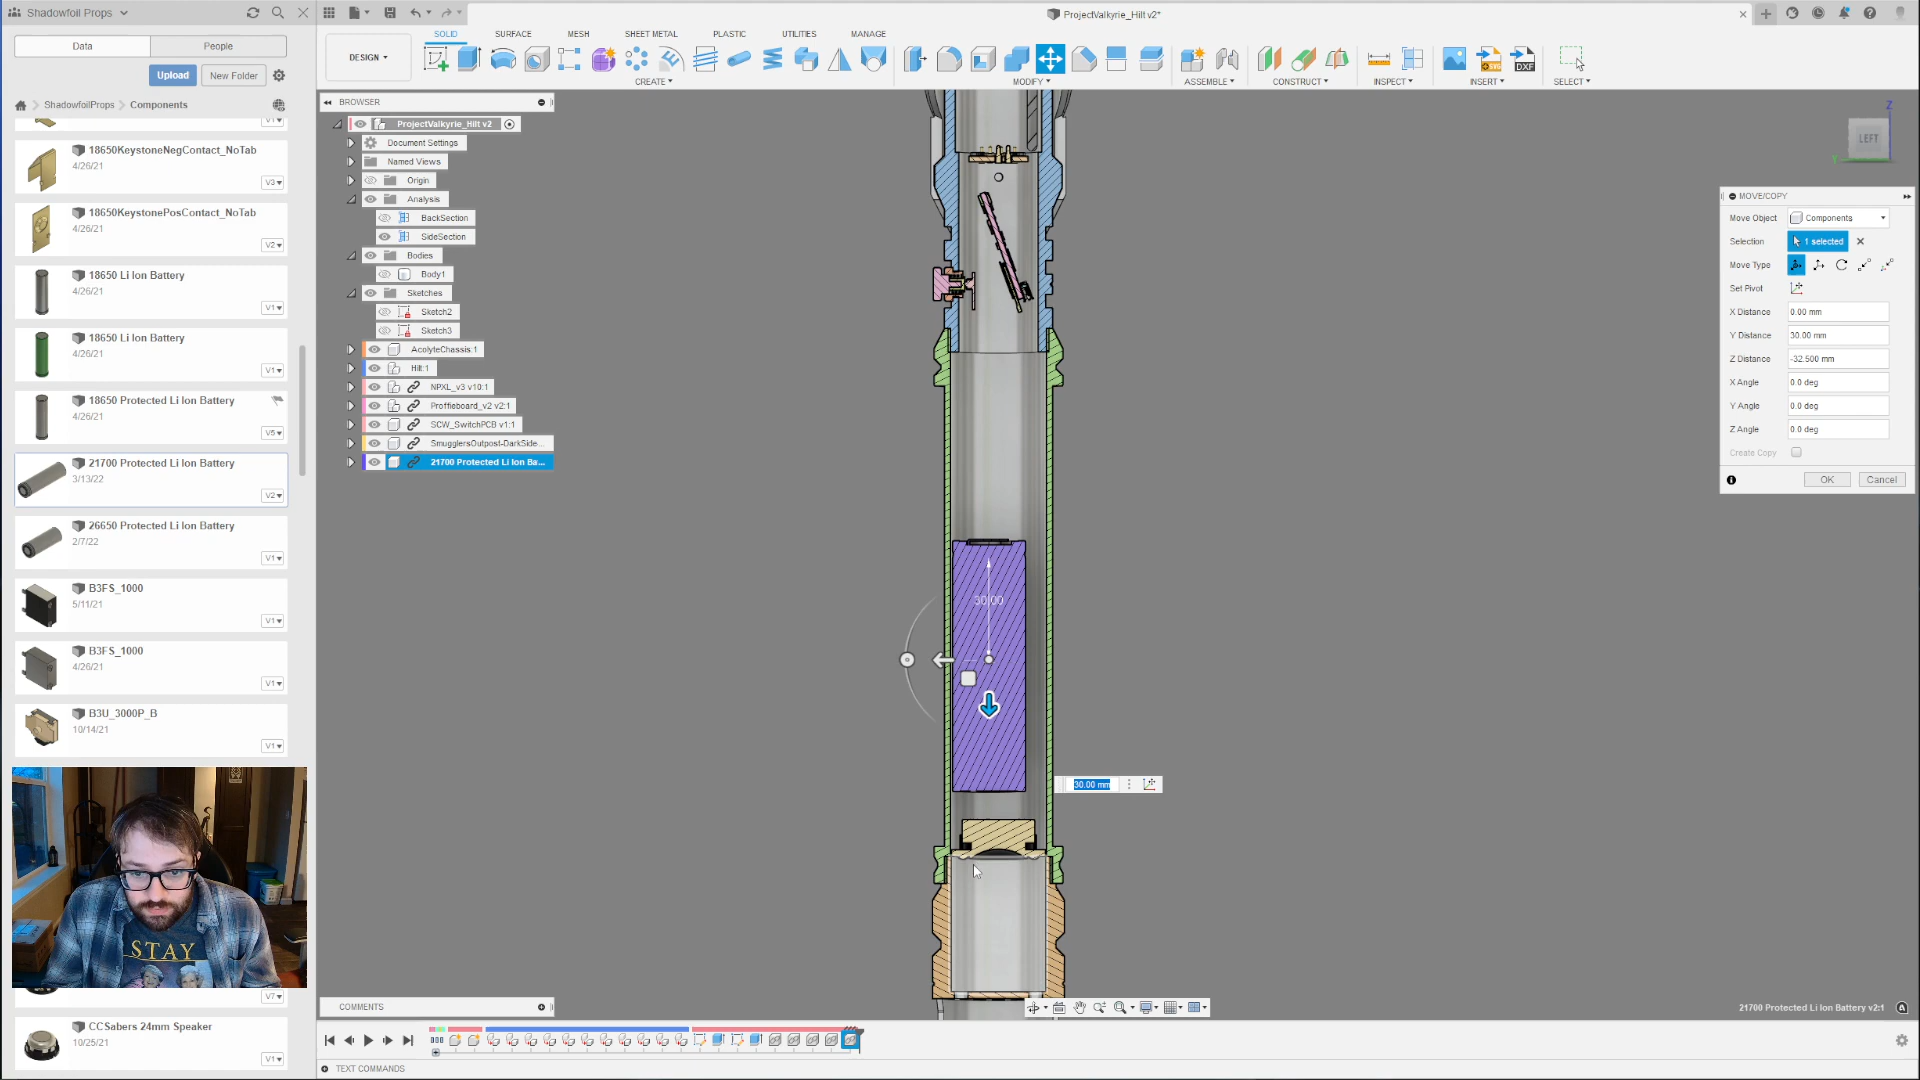 Shadowfoil Props
ProjectValkyrie_Hilt v2*
Data
People
Upload
New Folder
ShadowfoilProps
Components
18650KeystoneNegContact_NoTab
4/26/21
V3
18650KeystonePosContact_NoTab
4/26/21
V2
18650 Li Ion Battery
4/26/21
V1
18650 Li Ion Battery
4/26/21
V1
18650 Protected Li Ion Battery
4/26/21
V5
21700 Protected Li Ion Battery
3/13/22
V2
26650 Protected Li Ion Battery
2/7/22
V1
B3FS_1000
5/11/21
V1
B3FS_1000
4/26/21
V1
B3U_3000P_B
10/14/21
V1
STAY
V7
CCSabers 24mm Speaker
10/25/21
V1
DESIGN
SOLID
SURFACE
MESH
SHEET METAL
PLASTIC
UTILITIES
MANAGE
CREATE
MODIFY
ASSEMBLE
CONSTRUCT
INSPECT
INSERT
SELECT
SVG
DXF
BROWSER
ProjectValkyrie_Hilt v2
Document Settings
Named Views
Origin
Analysis
BackSection
SideSection
Bodies
Body1
Sketches
Sketch2
Sketch3
AcolyteChassis:1
Hilt:1
NPXL_v3 v10:1
Proffieboard_v2 v2:1
SCW_SwitchPCB v1:1
SmugglersOutpost-DarkSide...
21700 Protected Li Ion Ba...
30.00
30.00 mm
Z
LEFT
Y
MOVE/COPY
Move Object
Components
Selection
1 selected
Move Type
Set Pivot
X Distance
0.00 mm
Y Distance
30.00 mm
Z Distance
-32.500 mm
X Angle
0.0 deg
Y Angle
0.0 deg
Z Angle
0.0 deg
Create Copy
OK
Cancel
COMMENTS
21700 Protected Li Ion Battery v2:1
TEXT COMMANDS